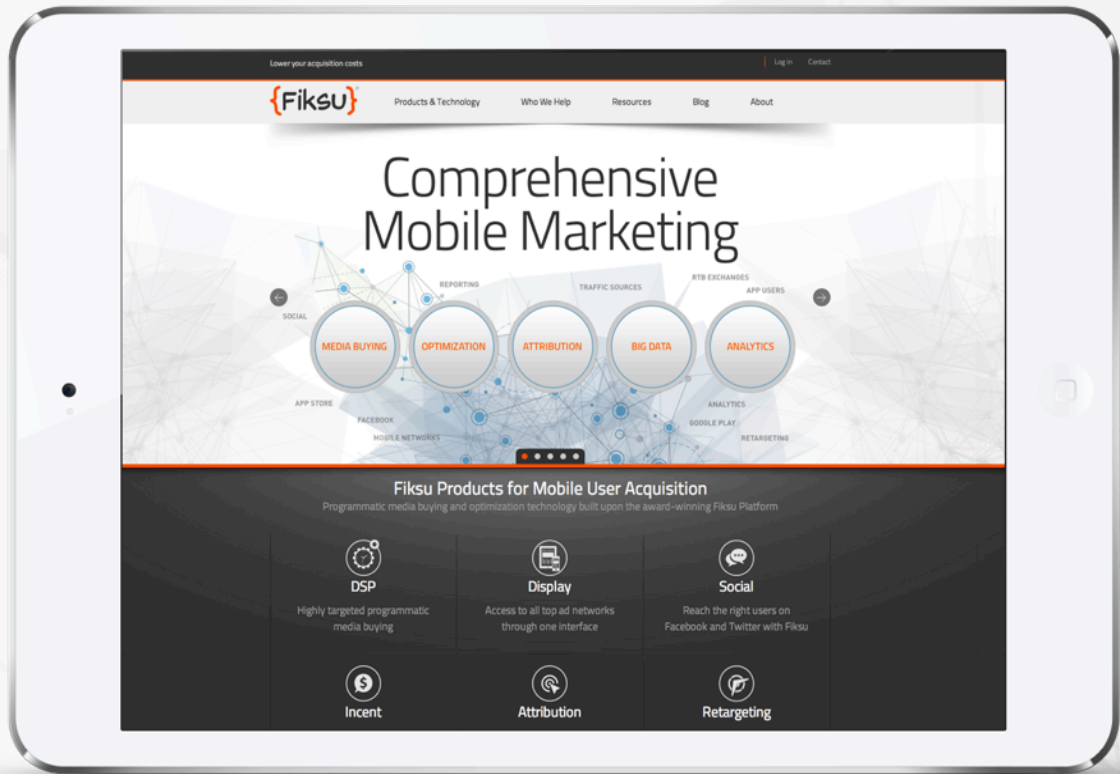 Lower your acquisition costs
Log in Contact
{Fiksu}
Products & Technology Who We Help Resources Blog About
Comprehensive
Mobile Marketing
RTB EXCHANGES
REPORTING
TRAFFIC SOURCES
APP USERS
SOCIAL
MEDIA BUYING
OPTIMIZATION
ATTRIBUTION
BIG DATA
ANALYTICS
APP STORE
ANALYTICS
FACEBOOK
GOOGLE PLAY
MOBILE NETWORKS
RETARGETING
Fiksu Products for Mobile User Acquisition
Programmatic media buying and optimization technology built upon the award-winning Fiksu Platform
DSP
Highly targeted programmatic
media buying
Display
Access to all top ad networks
through one interface
Social
Reach the right users on
Facebook and Twitter with Fiksu
Incent
Attribution
Retargeting